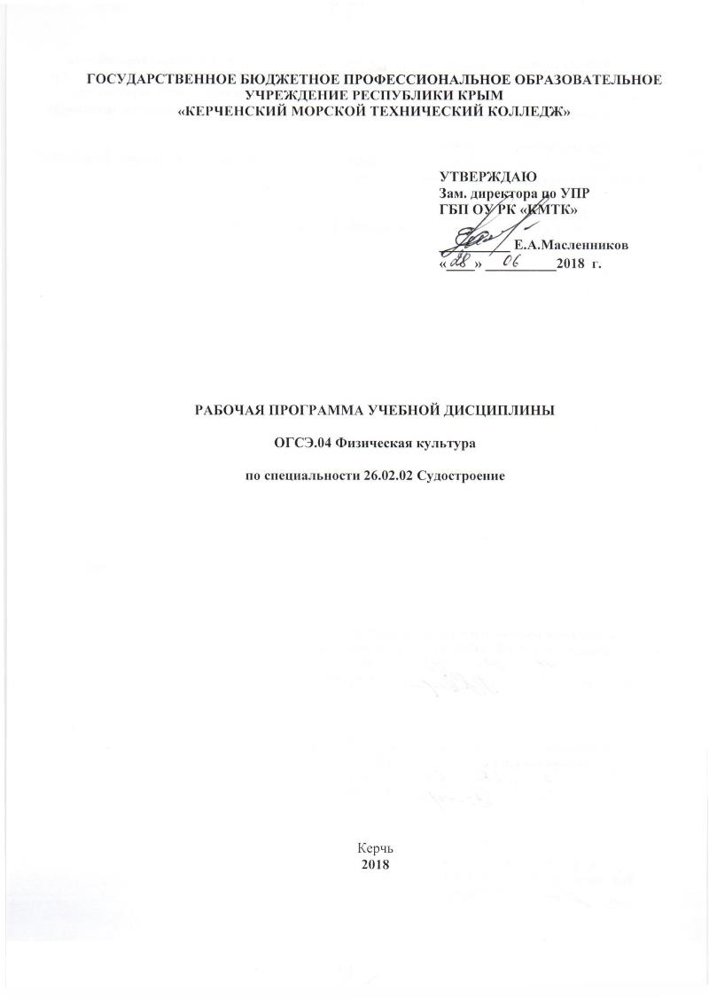 ГОСУДАРСТВЕННОЕ БЮДЖЕТНОЕ ПРОФЕССИОНАЛЬНОЕ ОБРАЗОВАТЕЛЬНОЕ
УЧРЕЖДЕНИЕ РЕСПУБЛИКИ КРЫМ
«КЕРЧЕНСКИЙ МОРСКОЙ ТЕХНИЧЕСКИЙ КОЛЛЕДЖ»
УТВЕРЖДАЮ
Зам. директора по УПР
ГБП ОУ РК «КМТК»
__________ Е.А.Масленников
«28» 06 2018 г.
РАБОЧАЯ ПРОГРАММА УЧЕБНОЙ ДИСЦИПЛИНЫ
ОГСЭ.04 Физическая культура
по специальности 26.02.02 Судостроение
Керчь
2018